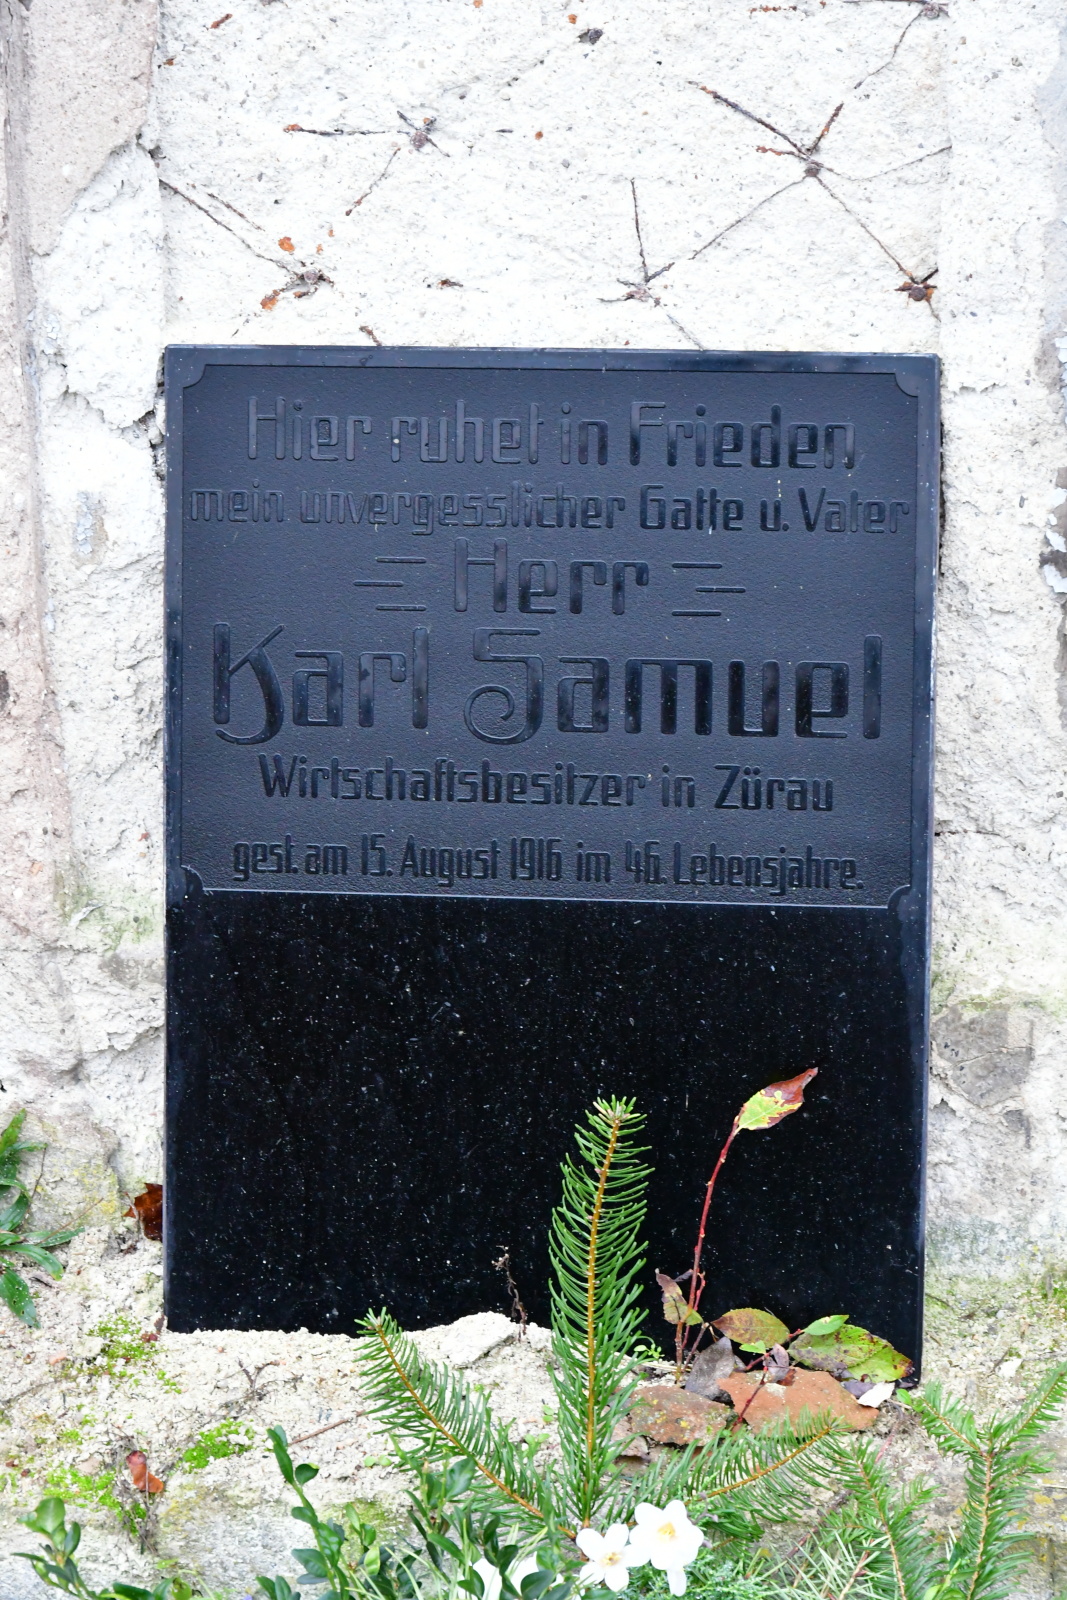 Hier ruhet in Frieden
mein unvergesslicher Gatte u. Vater
Herr
Karl Samuel
Wirtschaftsbesitzer in Zürau
gest. am 15. August 1916 im 46. Lebensjahre.